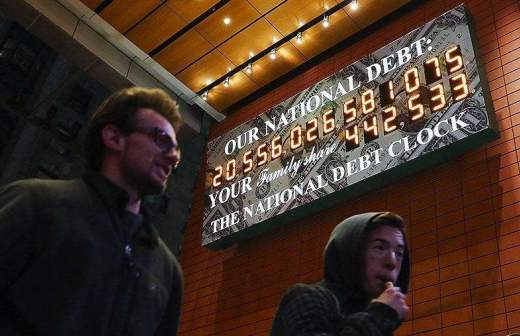 OUR NATIONAL DEBT:
20,556,026,581,075
YOUR Family share 442,533
THE NATIONAL DEBT CLOCK